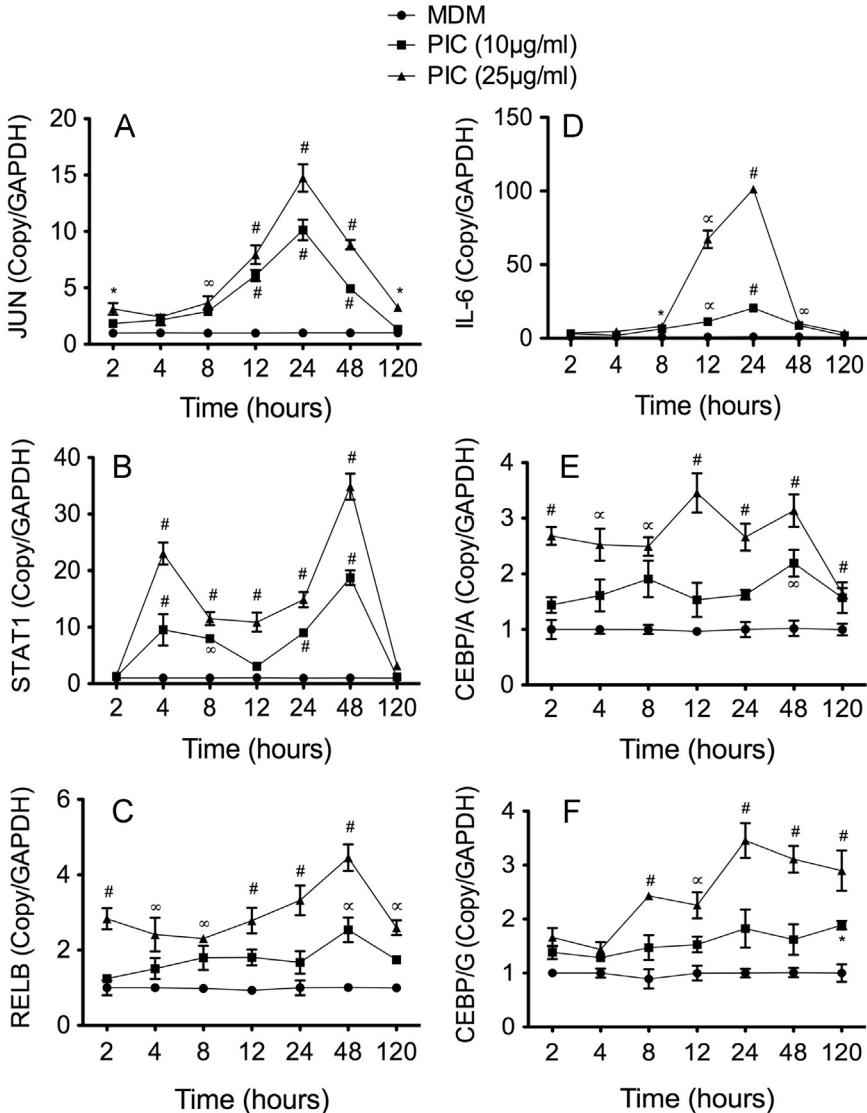 MDM
PIC (10µg/ml)
PIC (25µg/ml)
A
JUN (Copy/GAPDH)
20
15
10
5
0
* ∞ # # # # # # *
2 4 8 12 24 48 120
Time (hours)
D
IL-6 (Copy/GAPDH)
150
100
50
0
* ∝ ∝ # # ∞
2 4 8 12 24 48 120
Time (hours)
B
STAT1 (Copy/GAPDH)
40
30
20
10
0
# # # ∞ # # # # #
2 4 8 12 24 48 120
Time (hours)
E
CEBP/A (Copy/GAPDH)
4
3
2
1
0
# ∝ ∝ # # # ∞ #
2 4 8 12 24 48 120
Time (hours)
C
RELB (Copy/GAPDH)
6
4
2
0
# ∞ ∞ # # # ∝ ∝
2 4 8 12 24 48 120
Time (hours)
F
CEBP/G (Copy/GAPDH)
4
3
2
1
0
# ∝ # # # *
2 4 8 12 24 48 120
Time (hours)